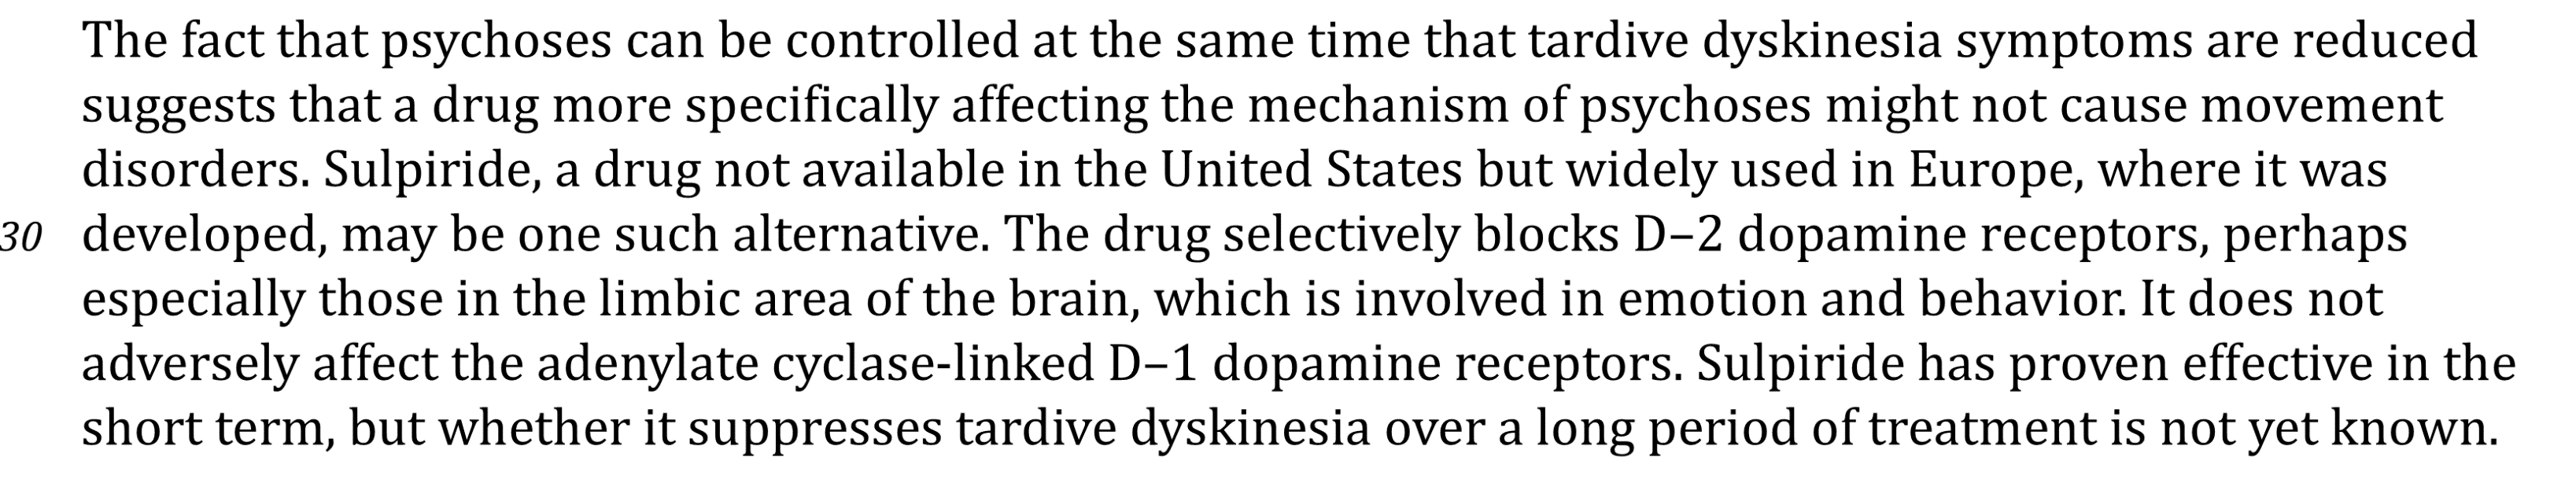 The fact that psychoses can be controlled at the same time that tardive dyskinesia symptoms are reduced
suggests that a drug more specifically affecting the mechanism of psychoses might not cause movement
disorders. Sulpiride, a drug not available in the United States but widely used in Europe, where it was
30 developed, may be one such alternative. The drug selectively blocks D–2 dopamine receptors, perhaps
especially those in the limbic area of the brain, which is involved in emotion and behavior. It does not
adversely affect the adenylate cyclase-linked D–1 dopamine receptors. Sulpiride has proven effective in the
short term, but whether it suppresses tardive dyskinesia over a long period of treatment is not yet known.